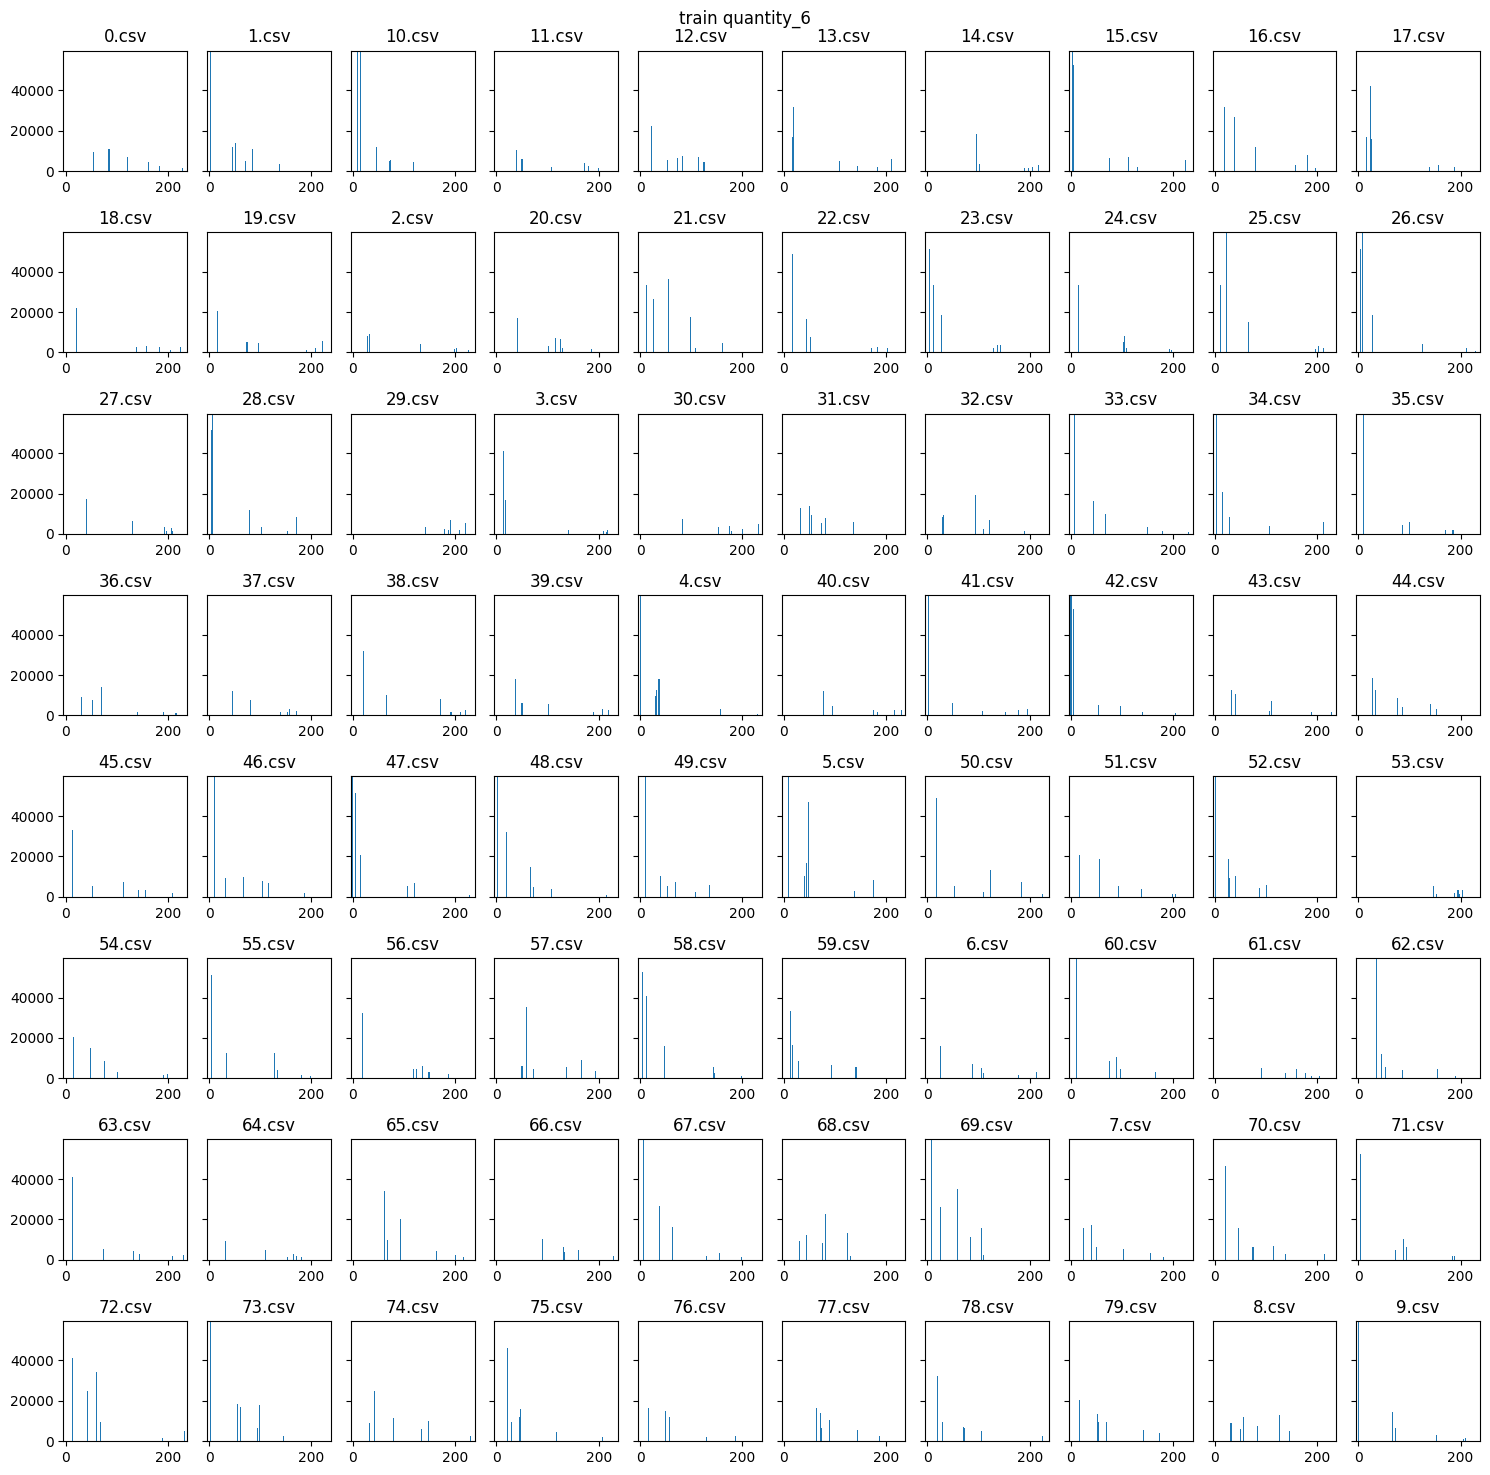 train quantity_6
0.csv 1.csv 10.csv 11.csv 12.csv 13.csv 14.csv 15.csv 16.csv 17.csv
40000
20000
0
0 200 0 200 0 200 0 200 0 200 0 200 0 200 0 200 0 200 0 200
18.csv 19.csv 2.csv 20.csv 21.csv 22.csv 23.csv 24.csv 25.csv 26.csv
40000
20000
0
0 200 0 200 0 200 0 200 0 200 0 200 0 200 0 200 0 200 0 200
27.csv 28.csv 29.csv 3.csv 30.csv 31.csv 32.csv 33.csv 34.csv 35.csv
40000
20000
0
0 200 0 200 0 200 0 200 0 200 0 200 0 200 0 200 0 200 0 200
36.csv 37.csv 38.csv 39.csv 4.csv 40.csv 41.csv 42.csv 43.csv 44.csv
40000
20000
0
0 200 0 200 0 200 0 200 0 200 0 200 0 200 0 200 0 200 0 200
45.csv 46.csv 47.csv 48.csv 49.csv 5.csv 50.csv 51.csv 52.csv 53.csv
40000
20000
0
0 200 0 200 0 200 0 200 0 200 0 200 0 200 0 200 0 200 0 200
54.csv 55.csv 56.csv 57.csv 58.csv 59.csv 6.csv 60.csv 61.csv 62.csv
40000
20000
0
0 200 0 200 0 200 0 200 0 200 0 200 0 200 0 200 0 200 0 200
63.csv 64.csv 65.csv 66.csv 67.csv 68.csv 69.csv 7.csv 70.csv 71.csv
40000
20000
0
0 200 0 200 0 200 0 200 0 200 0 200 0 200 0 200 0 200 0 200
72.csv 73.csv 74.csv 75.csv 76.csv 77.csv 78.csv 79.csv 8.csv 9.csv
40000
20000
0
0 200 0 200 0 200 0 200 0 200 0 200 0 200 0 200 0 200 0 200